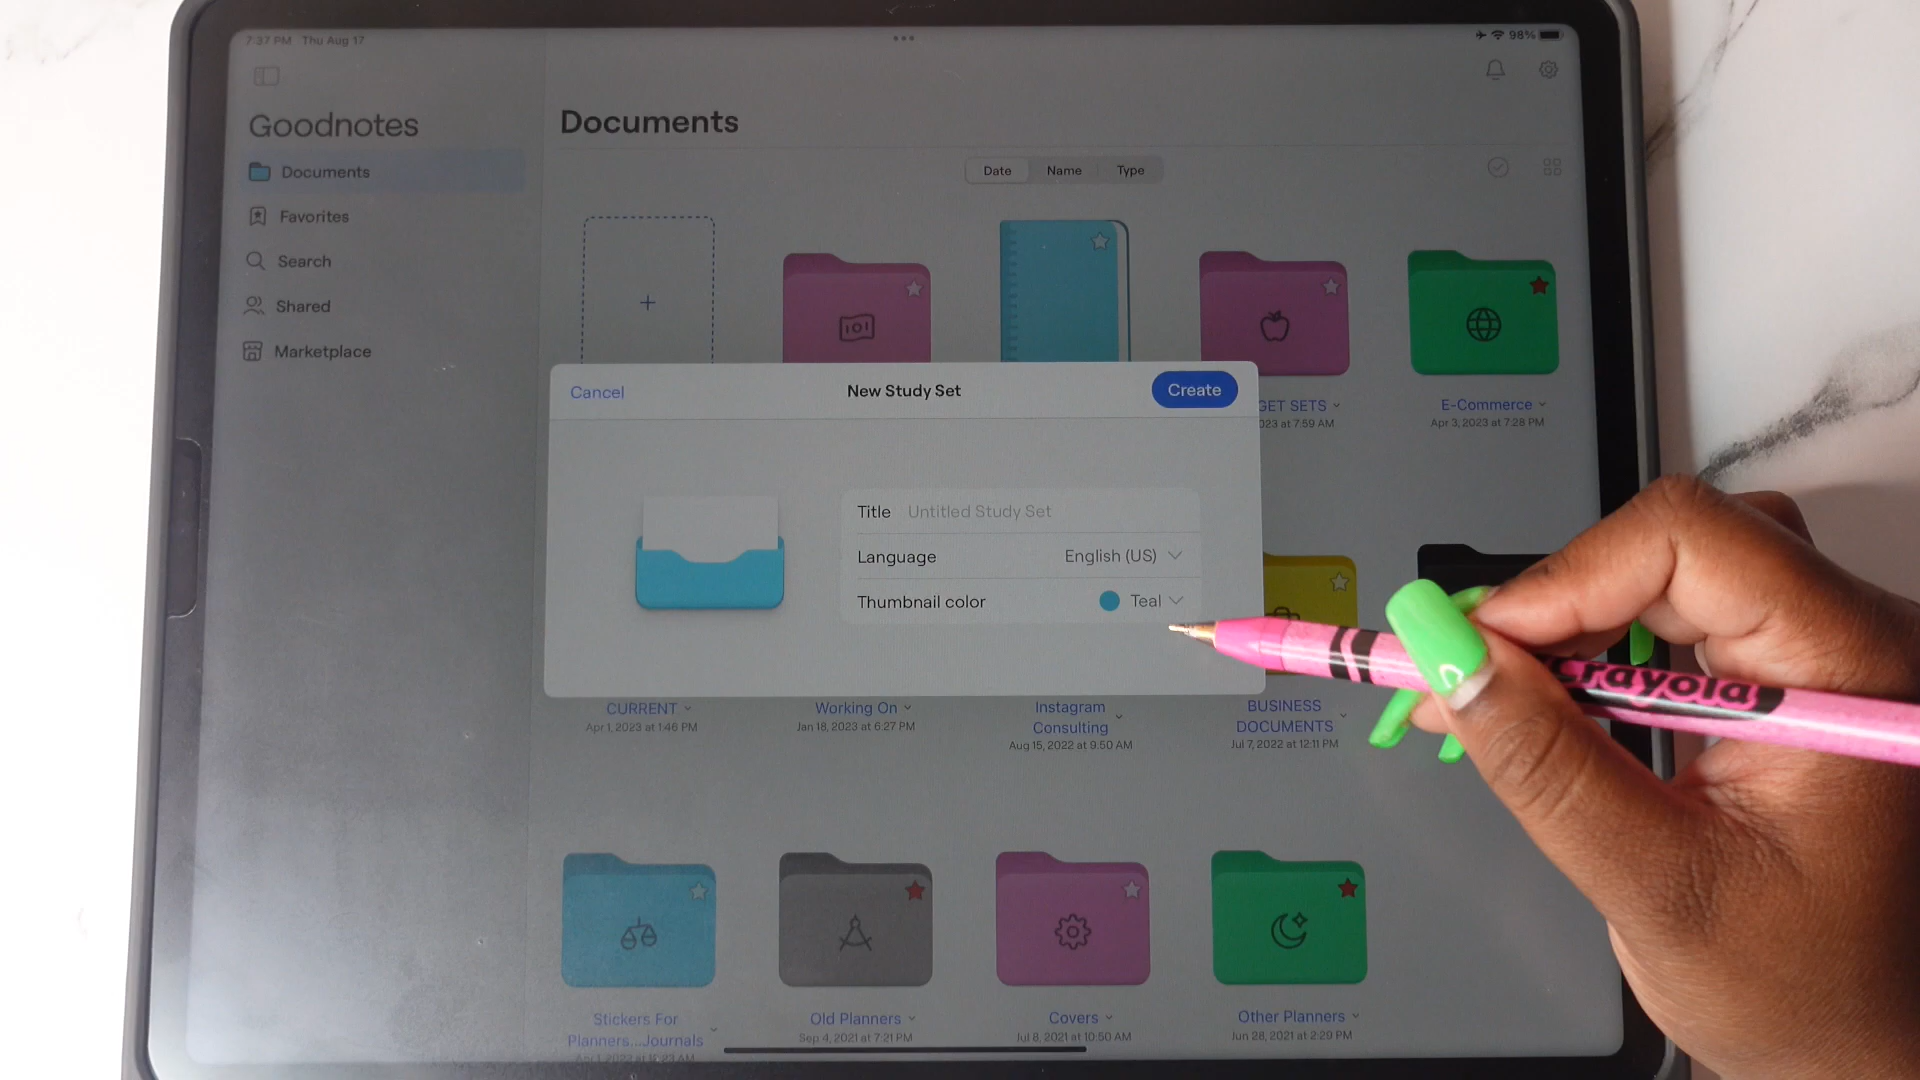 7:37 PM Thu Aug 17
98%
Goodnotes
Documents
Favorites
Search
Shared
Marketplace
Documents
Date Name Type
GET SETS
023 at 7:59 AM
E-Commerce
Apr 3, 2023 at 7:28 PM
Cancel
New Study Set
Create
Title Untitled Study Set
Language English (US)
Thumbnail color Teal
CURRENT
Apr 1, 2023 at 1:46 PM
Working On
Jan 18, 2023 at 6:27 PM
Instagram
Consulting
Aug 15, 2022 at 9:50 AM
BUSINESS
DOCUMENTS
Jul 7, 2022 at 12:11 PM
Crayola
Stickers For
Planners...Journals
Old Planners
Sep 4, 2021 at 7:21 PM
Covers
Jul 8, 2021 at 10:50 AM
Other Planners
Jun 28, 2021 at 2:29 PM